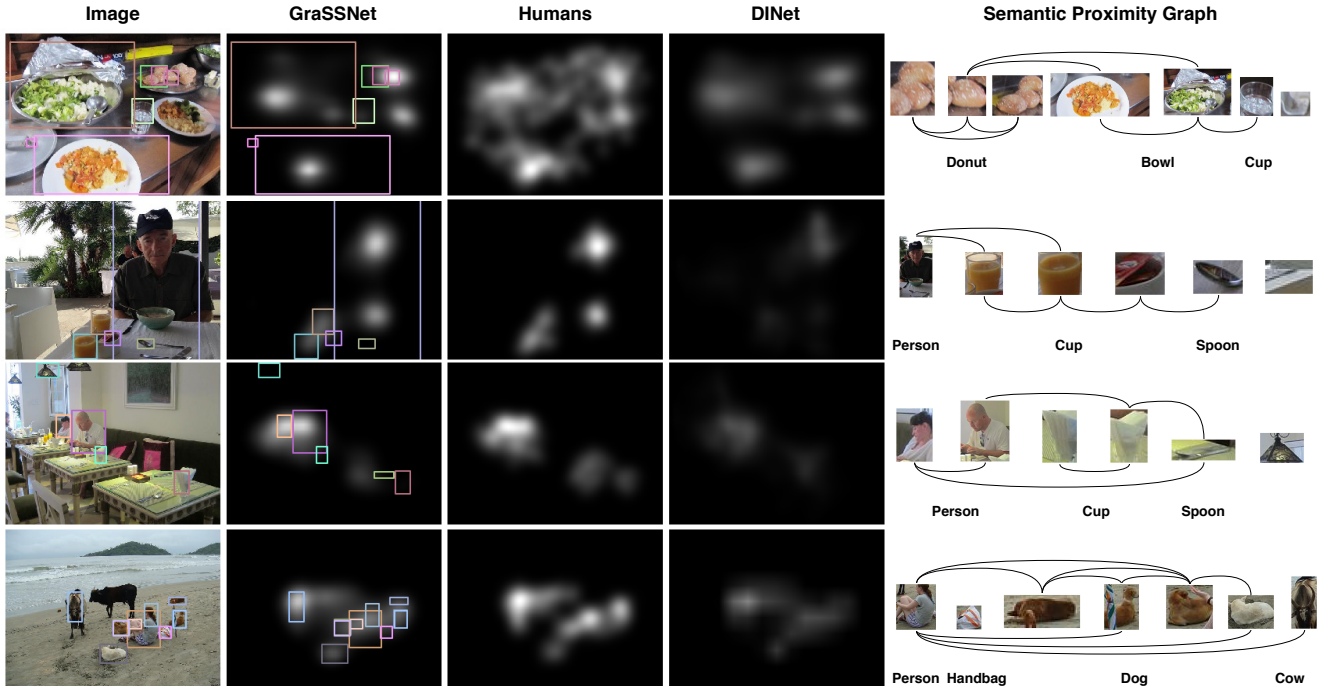 Image GraSSNet Humans DINet Semantic Proximity Graph
Donut Bowl Cup
Person Cup Spoon
Person Cup Spoon
Person Handbag Dog Cow